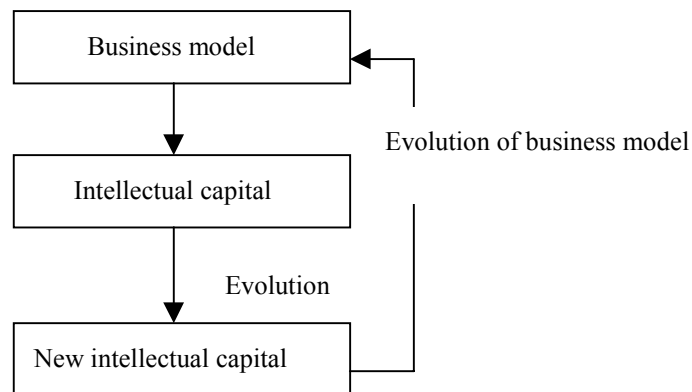 Business model
Evolution of business model
Intellectual capital
Evolution
New intellectual capital